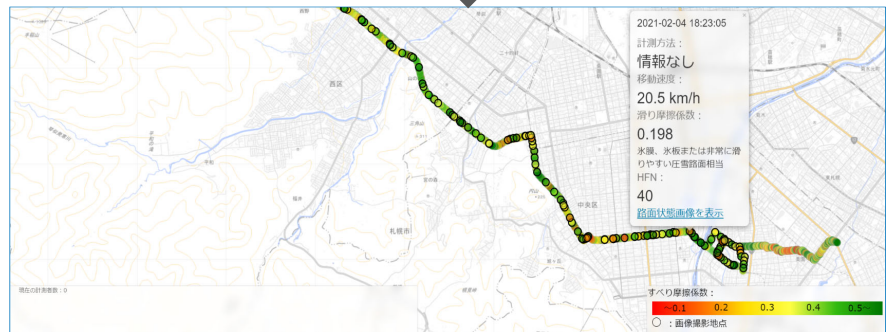 2021-02-04 18:23:05
計測方法：
情報なし
移動速度：
20.5 km/h
滑り摩擦係数：
0.198
氷膜、氷板または非常に滑
りやすい圧雪路面相当
HFN：
40
路面状態画像を表示
西区
中央区
札幌市
現在の計測車数：0
すべり摩擦係数：
～0.1 0.2 0.3 0.4 0.5～
○ ：画像撮影地点